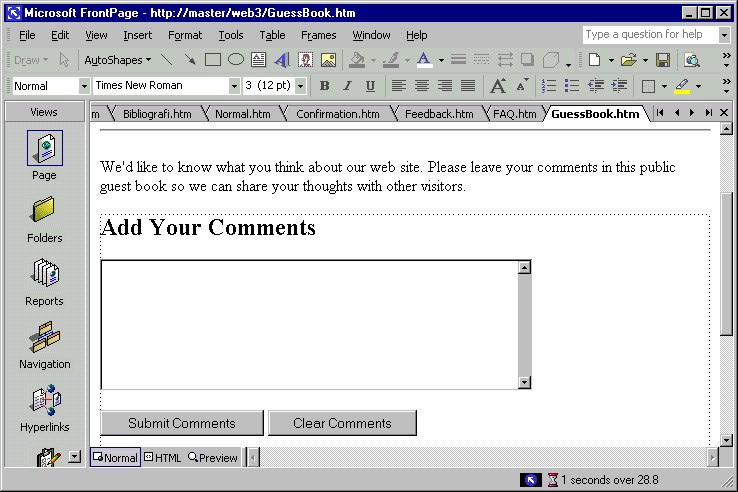 Microsoft FrontPage - http://master/web3/GuessBook.htm
File Edit View Insert Format Tools Table Frames Window Help Type a question for help
Draw AutoShapes A A
Normal Times New Roman 3 (12 pt) B I U A A
Views m Bibliografi.htm Normal.htm Confirmation.htm Feedback.htm FAQ.htm GuessBook.htm
Page
Folders
Reports
Navigation
Hyperlinks
We'd like to know what you think about our web site. Please leave your comments in this public
guest book so we can share your thoughts with other visitors.
Add Your Comments
Submit Comments Clear Comments
Normal HTML Preview
1 seconds over 28.8